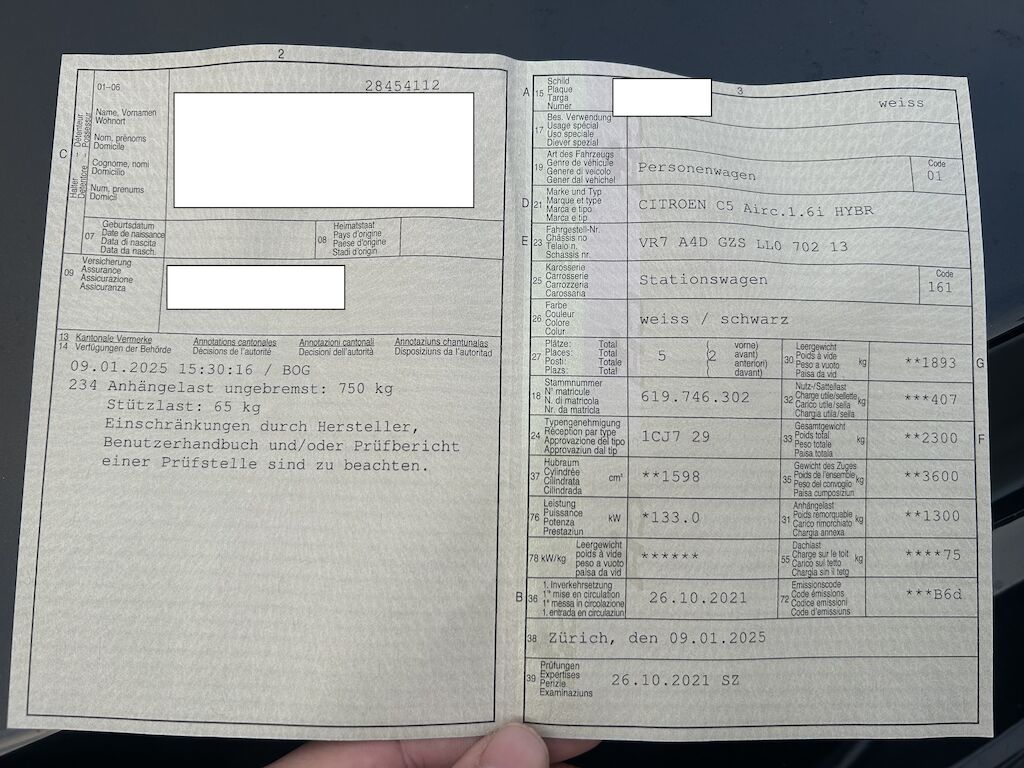 2
01–06
28454112
C
Halter Détenteur
Detentore Possessur
Name, Vornamen
Wohnort
Nom, prénoms
Domicile
Cognome, nomi
Domicilio
Num, prenums
Domicil
07
Geburtsdatum
Date de naissance
Data di nascita
Data da nasch.
08
Heimatstaat
Pays d'origine
Paese d'origine
Stadi d'origin
09
Versicherung
Assurance
Assicurazione
Assicuranza
13 Kantonale Vermerke Annotations cantonales Annotazioni cantonali Annotaziuns chantunalas
14 Verfügungen der Behörde Décisions de l'autorité Decisioni dell'autorità Disposiziuns da l'autoritad
09.01.2025 15:30:16 / BOG
234 Anhängelast ungebremst: 750 kg
Stützlast: 65 kg
Einschränkungen durch Hersteller,
Benutzerhandbuch und/oder Prüfbericht
einer Prüfstelle sind zu beachten.
3
A 15
Schild
Plaque
Targa
Numer
weiss
17
Bes. Verwendung
Usage spécial
Uso speciale
Diever spezial
19
Art des Fahrzeugs
Genre de véhicule
Genere di veicolo
Gener dal vehichel
Personenwagen
Code
01
D 21
Marke und Typ
Marque et type
Marca e tipo
Marca e tip
CITROEN C5 Airc.1.6i HYBR
E 23
Fahrgestell-Nr.
Châssis no
Telaio n.
Schassis nr.
VR7 A4D GZS LL0 702 13
25
Karosserie
Carrosserie
Carrozzeria
Carossaria
Stationswagen
Code
161
26
Farbe
Couleur
Colore
Colur
weiss / schwarz
27
Plätze: Total
Places: Total
Posti: Totale
Plazs: Total
5
(2
vorne)
avant)
anteriori)
davant)
30
Leergewicht
Poids à vide
Peso a vuoto
Paisa da vid
kg
**1893
G
18
Stammnummer
N° matricule
N. di matricola
Nr. da matricla
619.746.302
32
Nutz-/Sattellast
Charge utile/sellette
Carico utile/sella
Chargia utila/sella
kg
***407
24
Typengenehmigung
Réception par type
Approvazione del tipo
Approvaziun dal tip
1CJ7 29
33
Gesamtgewicht
Poids total
Peso totale
Paisa totala
kg
**2300
F
37
Hubraum
Cylindrée
Cilindrata
Cilindrada
cm³
**1598
35
Gewicht des Zuges
Poids de l'ensemble
Peso del convoglio
Paisa cumposiziun
kg
**3600
76
Leistung
Puissance
Potenza
Prestaziun
kW
*133.0
31
Anhängelast
Poids remorquable
Carico rimorchiato
Chargia annexa
kg
**1300
78 kW/kg
Leergewicht
poids à vide
peso a vuoto
paisa da vid
******
55
Dachlast
Charge sur le toit
Carico sul tetto
Chargia sin il tetg
kg
****75
B 36
1. Inverkehrsetzung
1re mise en circulation
1a messa in circolazione
1. entrada en circulaziun
26.10.2021
72
Emissionscode
Code émissions
Codice emissioni
Code d'emissiuns
***B6d
38 Zürich, den 09.01.2025
39
Prüfungen
Expertises
Perizie
Examinaziuns
26.10.2021 SZ